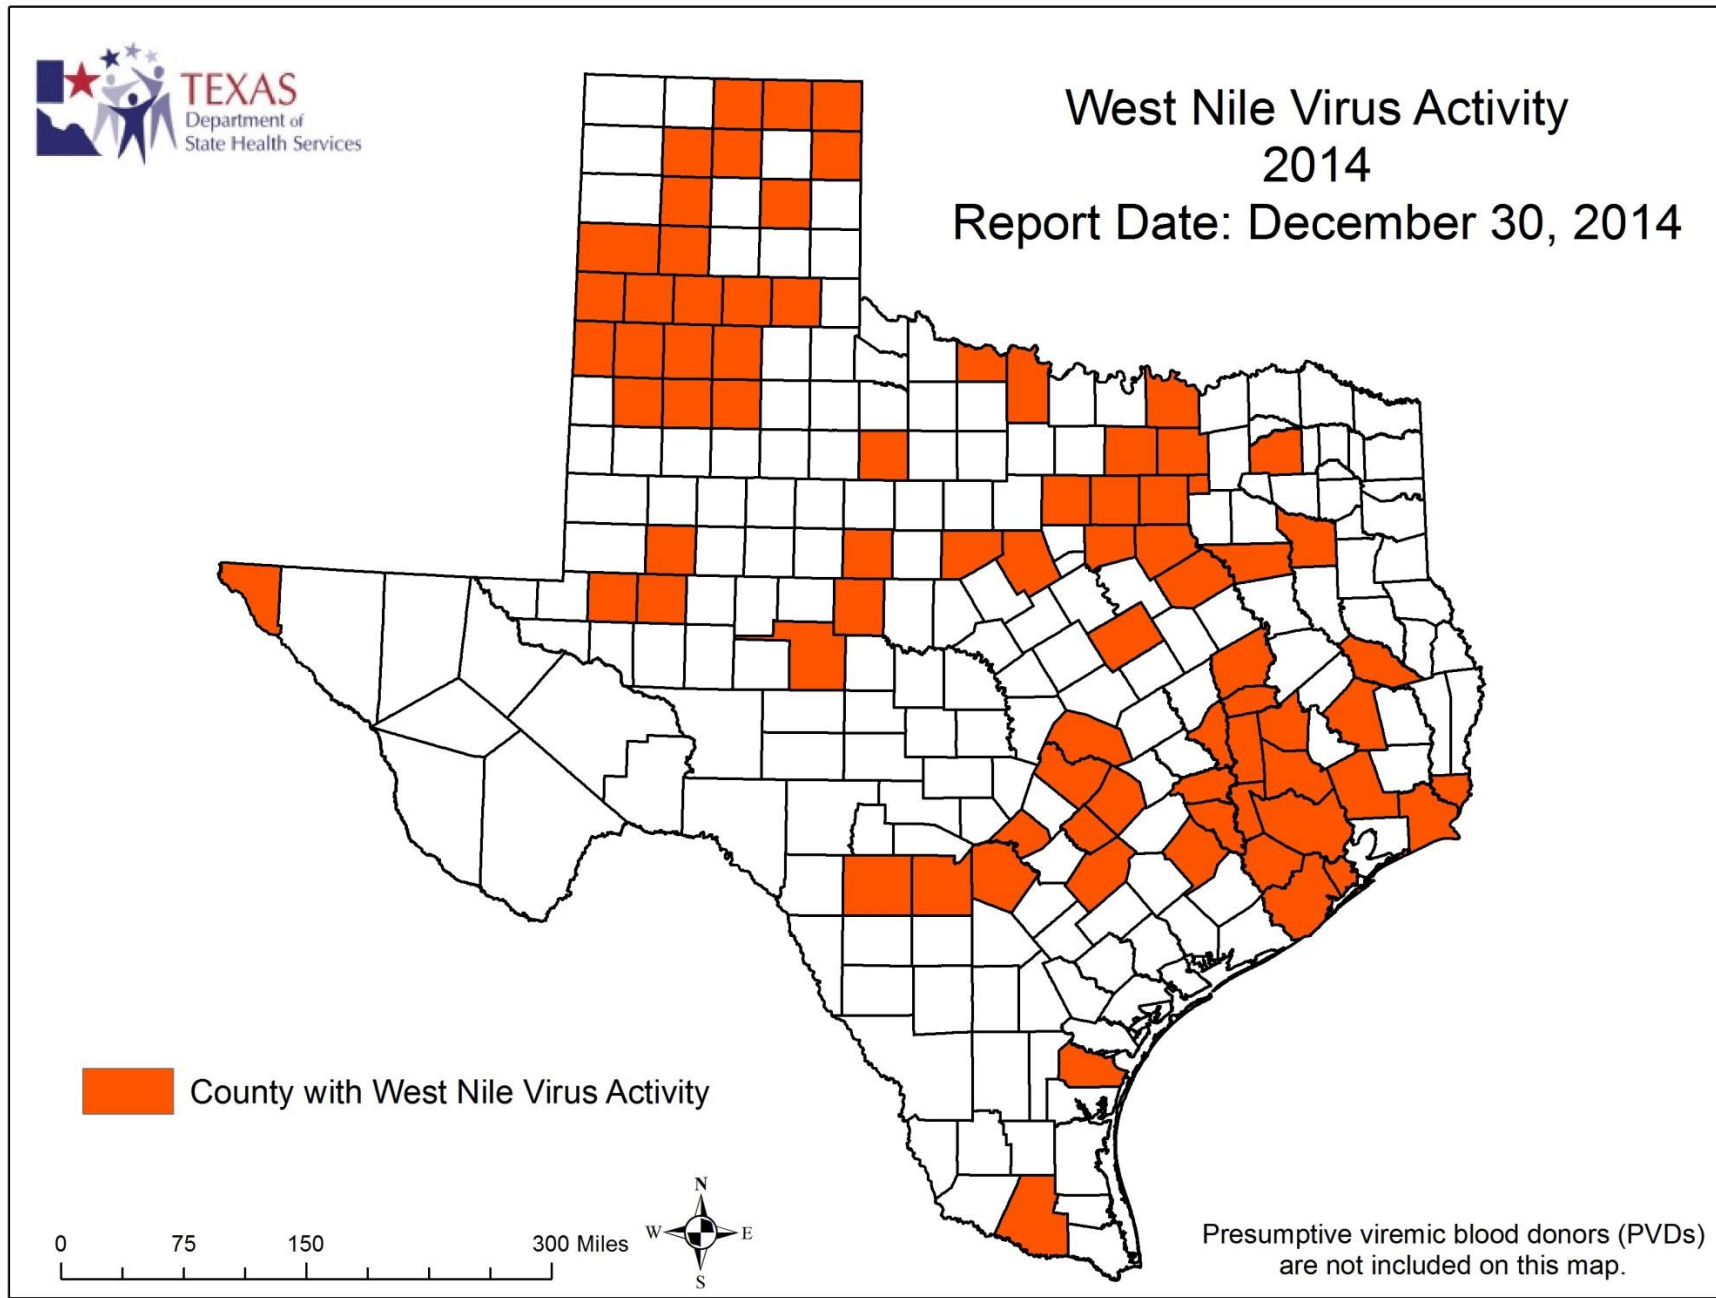 TEXAS
Department of
State Health Services
West Nile Virus Activity
2014
Report Date: December 30, 2014
County with West Nile Virus Activity
0 75 150 300 Miles
N
W E
S
Presumptive viremic blood donors (PVDs)
are not included on this map.